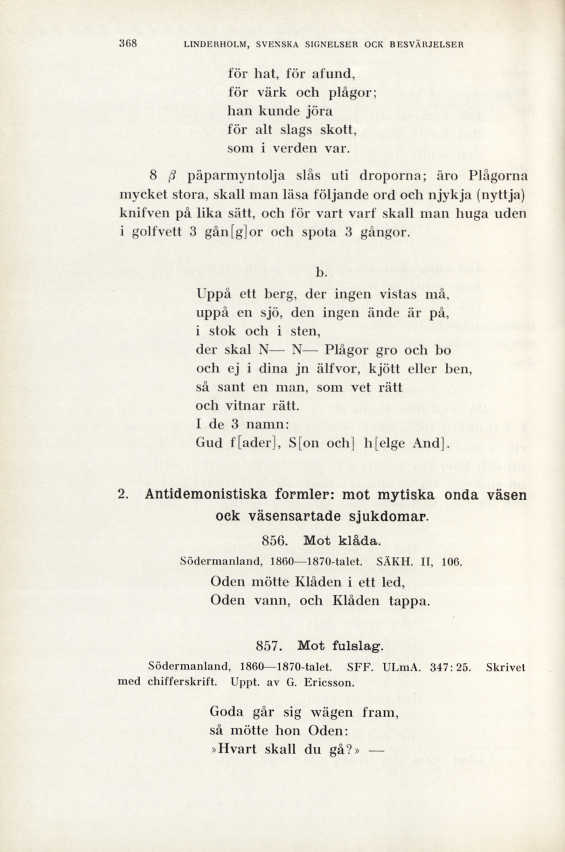 368 LINDERHOLM, SVENSKA SIGNELSER OCK BESVÄRJELSER
för hat, för afund,
för värk och plågor;
han kunde jöra
för alt slags skott,
som i verden var.
8 β päparmyntolja slås uti droporna; äro Plågorna
mycket stora, skall man läsa följande ord och njykja (nyttja)
knifven på lika sätt, och för vart varf skall man huga uden
i golfvett 3 gån[g]or och spota 3 gångor.
b.
Uppå ett berg, der ingen vistas må,
uppå en sjö, den ingen ände är på,
i stok och i sten,
der skal N— N— Plågor gro och bo
och ej i dina jn älfvor, kjött eller ben,
så sant en man, som vet rätt
och vitnar rätt.
I de 3 namn:
Gud f[ader], S[on och] h[elge And].
2. Antidemonistiska formler: mot mytiska onda väsen
ock väsensartade sjukdomar.
856. Mot klåda.
Södermanland, 1860—1870-talet. SÄKH. II, 106.
Oden mötte Klåden i ett led,
Oden vann, och Klåden tappa.
857. Mot fulslag.
Södermanland, 1860—1870-talet. SFF. ULmA. 347: 25. Skrivet
med chifferskrift. Uppt. av G. Ericsson.
Goda går sig wägen fram,
så mötte hon Oden:
»Hvart skall du gå?» —